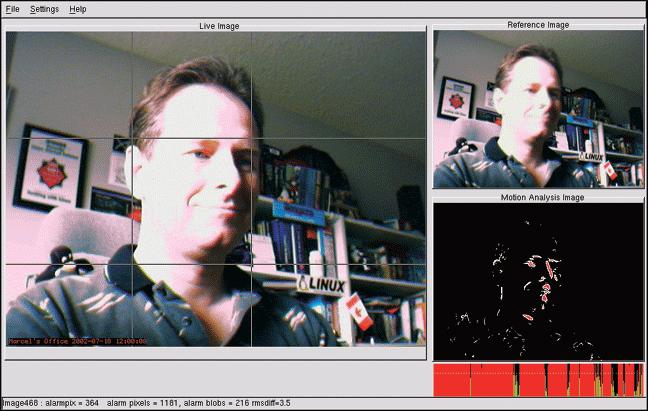 File Settings Help
Live Image
Reference Image
Motion Analysis Image
LINUX
LINUX
Marcel's Office 2002-07-18 12:00:00
Image468 : alarmpix = 364 alarm pixels = 1181, alarm blobs = 216 rmsdiff=3.5